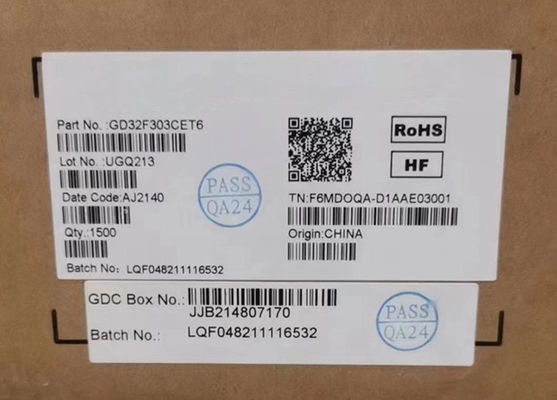 Part No. :GD32F303CET6
Lot No. :UGQ213
Date Code:AJ2140
Qty.:1500
Batch No: LQF048211116532
PASS
QA24
RoHS
HF
TN:F6MDOQA-D1AAE03001
Origin:CHINA
GDC Box No.:
JJB214807170
Batch No.: LQF048211116532
PASS
QA24